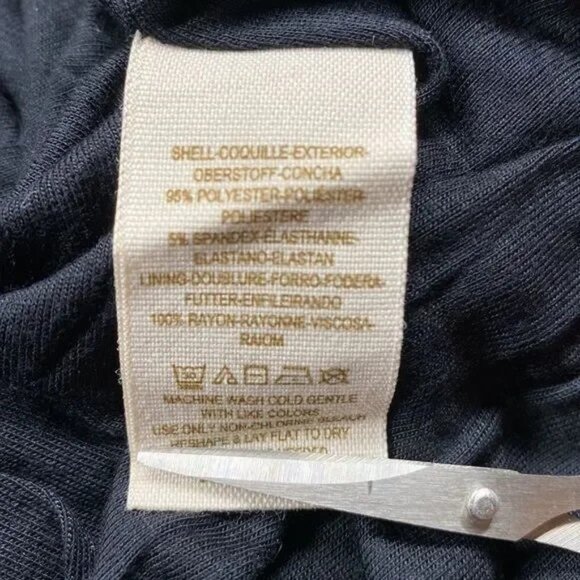 SHELL-COQUILLE-EXTERIOR-
OBERSTOFF-CONCHA
95% POLYESTER-POLIÉSTER-
POLIESTERE
5% SPANDEX-ELASTHANNE-
ELASTANO-ELASTAN
LINING-DOUBLURE-FORRO-FODERA-
FUTTER-ENFILEIRANDO
100% RAYON-RAYONNE-VISCOSA-
RAIOM
MACHINE WASH COLD GENTLE
WITH LIKE COLORS
USE ONLY NON-CHLORINE BLEACH
RESHAPE & LAY FLAT TO DRY